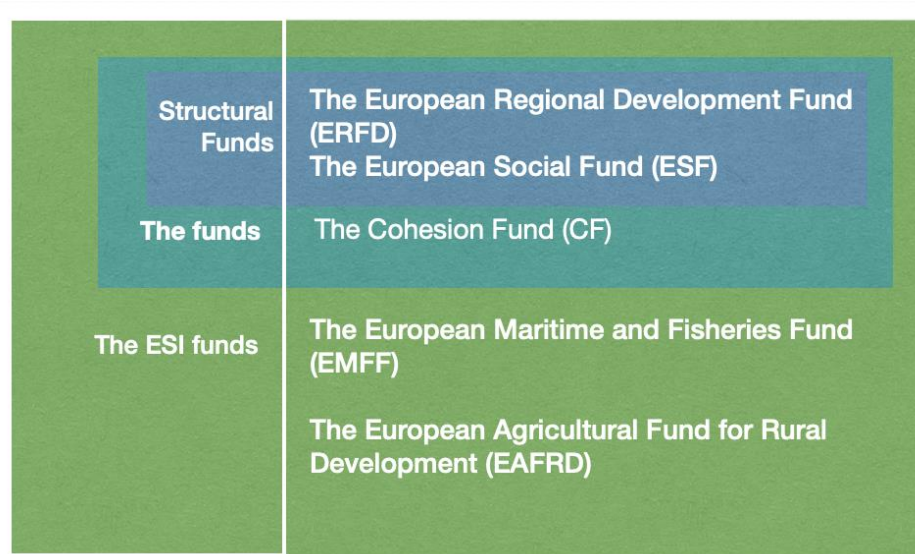 Structural
Funds
The European Regional Development Fund
(ERFD)
The European Social Fund (ESF)
The funds
The Cohesion Fund (CF)
The ESI funds
The European Maritime and Fisheries Fund
(EMFF)
The European Agricultural Fund for Rural
Development (EAFRD)